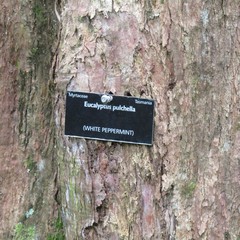 Myrtaceae Tasmania
Eucalyptus pulchella
(WHITE PEPPERMINT)